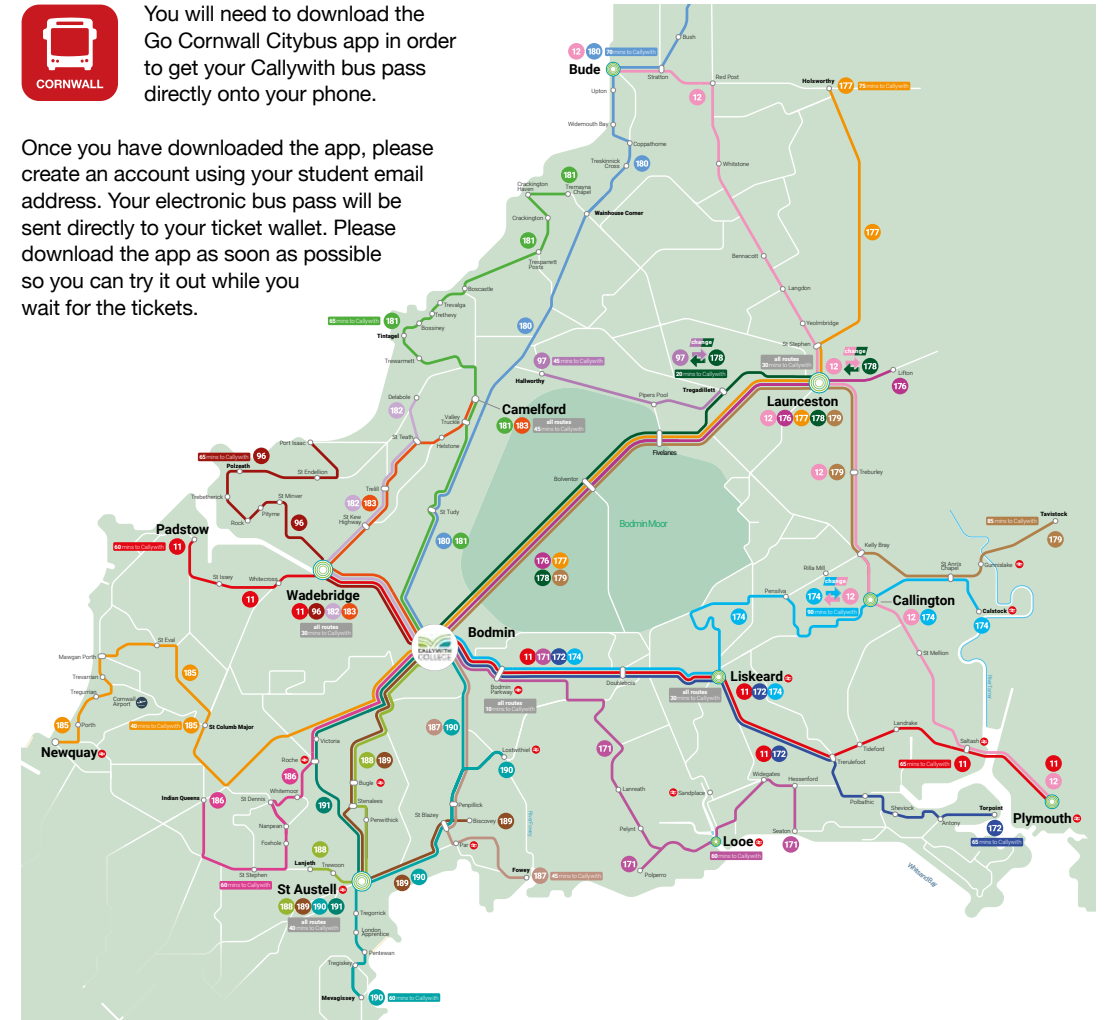 CORNWALL
You will need to download the
Go Cornwall Citybus app in order
to get your Callywith bus pass
directly onto your phone.
Once you have downloaded the app, please
create an account using your student email
address. Your electronic bus pass will be
sent directly to your ticket wallet. Please
download the app as soon as possible
so you can try it out while you
wait for the tickets.
Bush
12 180 70 mins to Callywith
Bude
Stratton
Red Post
Holsworthy
177 75 mins to Callywith
Upton
12
Widemouth Bay
Coppathorne
Treskinnick
Cross
180
Whitstone
181
Crackington
Haven
Tremayna
Chapel
Wainhouse Corner
Crackington
181
177
Tresparrett
Posts
Bennacott
Boscastle
Langdon
Trevalga
Trethevy
Bossiney
85 mins to Callywith 181
Tintagel
180
Yeolmbridge
St Stephen
change
97 178
20 mins to Callywith
all routes
30 mins to Callywith
change
12 178
Trewarmett
97 45 mins to Callywith
Hallworthy
Tregadillett
Lifton
176
Pipers Pool
Launceston
12 176 177 178 179
Delabole
182
Camelford
181 183
all routes
45 mins to Callywith
Valley
Truckle
Helstone
St Teath
Fivelanes
Port Isaac
65 mins to Callywith 96
Polzeath
St Endellion
Bolventor
12 179
Treburley
Trelill
182 183
St Kew
Highway
Trebetherick
St Minver
Pityme
Rock
96
St Tudy
Bodmin Moor
85 mins to Callywith
Tavistock
179
Padstow
60 mins to Callywith 11
180 181
Kelly Bray
176 177
178 179
St Ann's
Chapel
Gunnislake
Rilla Mill
change
174 12
90 mins to Callywith
St Issey
Whitecross
11
Wadebridge
11 96 182 183
all routes
30 mins to Callywith
Pensilva
174
Callington
12 174
Calstock
174
CALLYWITH
COLLEGE
Bodmin
11 171 172 174
St Mellion
St Eval
Mawgan Porth
185
Trevarrian
Tregurrian
Cornwall
Airport
Bodmin
Parkway
all routes
10 mins to Callywith
Doublebois
Liskeard
all routes
30 mins to Callywith
11 172 174
185
Porth
40 mins to Callywith 185
St Columb Major
Newquay
Victoria
187 190
Lostwithiel
190
171
Landrake
Tideford
Saltash
11 172
Trerulefoot
65 mins to Callywith 11
11
12
Plymouth
Roche
186
188 189
Bugle
Widegates
Hessenford
Indian Queens
186
Whitemoor
St Dennis
191
Stenalees
Penwithick
Lanreath
Sandplace
Polbathic
Sheviock
Antony
Torpoint
172
65 mins to Callywith
Nanpean
Foxhole
St Blazey
Penpillick
Biscovey
189
Par
Pelynt
Seaton
171
Looe
60 mins to Callywith
188
Lanjeth
Trewoon
St Stephen
60 mins to Callywith
189 190
Fowey
187 45 mins to Callywith
171
Polperro
St Austell
188 189 190 191
all routes
40 mins to Callywith
Tregorrick
London
Apprentice
Pentewan
Tregiskey
Mevagissey
190 60 mins to Callywith